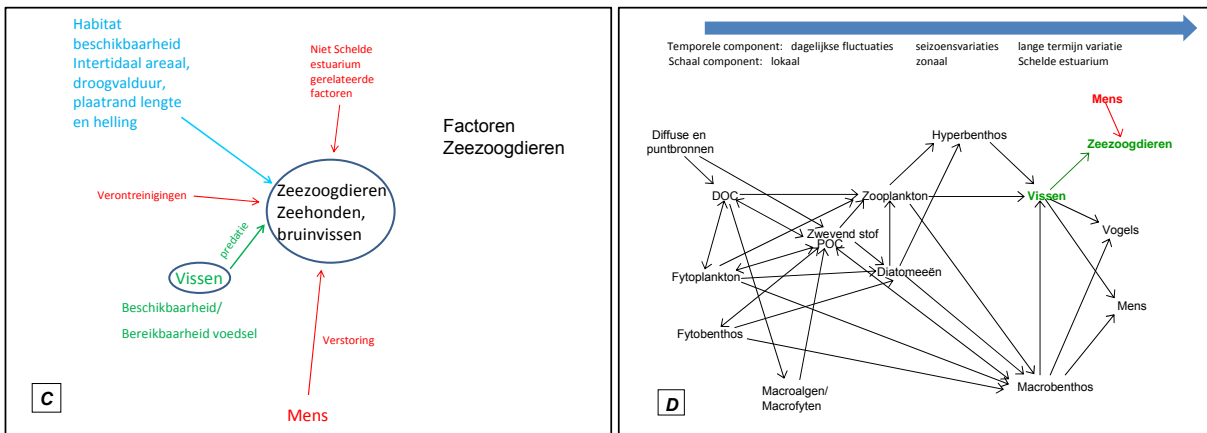 Habitat
beschikbaarheid
Intertidaal areaal,
droogvalduur,
plaatrand lengte
en helling
Niet Schelde
estuarium
gerelateerde
factoren
Factoren
Zeezoogdieren
Verontreinigingen
Zeezoogdieren
Zeehonden,
bruinvissen
predatie
Vissen
Beschikbaarheid/
Bereikbaarheid voedsel
Verstoring
Mens
C
Temporele component: dagelijkse fluctuaties seizoensvariaties lange termijn variatie
Schaal component: lokaal zonaal Schelde estuarium
Mens
Diffuse en
puntbronnen
Hyperbenthos
Zeezoogdieren
DOC
Zooplankton
Vissen
Zwevend stof
POC
Vogels
Fytoplankton
Diatomeeën
Mens
Fytobenthos
Macroalgen/
Macrofyten
Macrobenthos
D